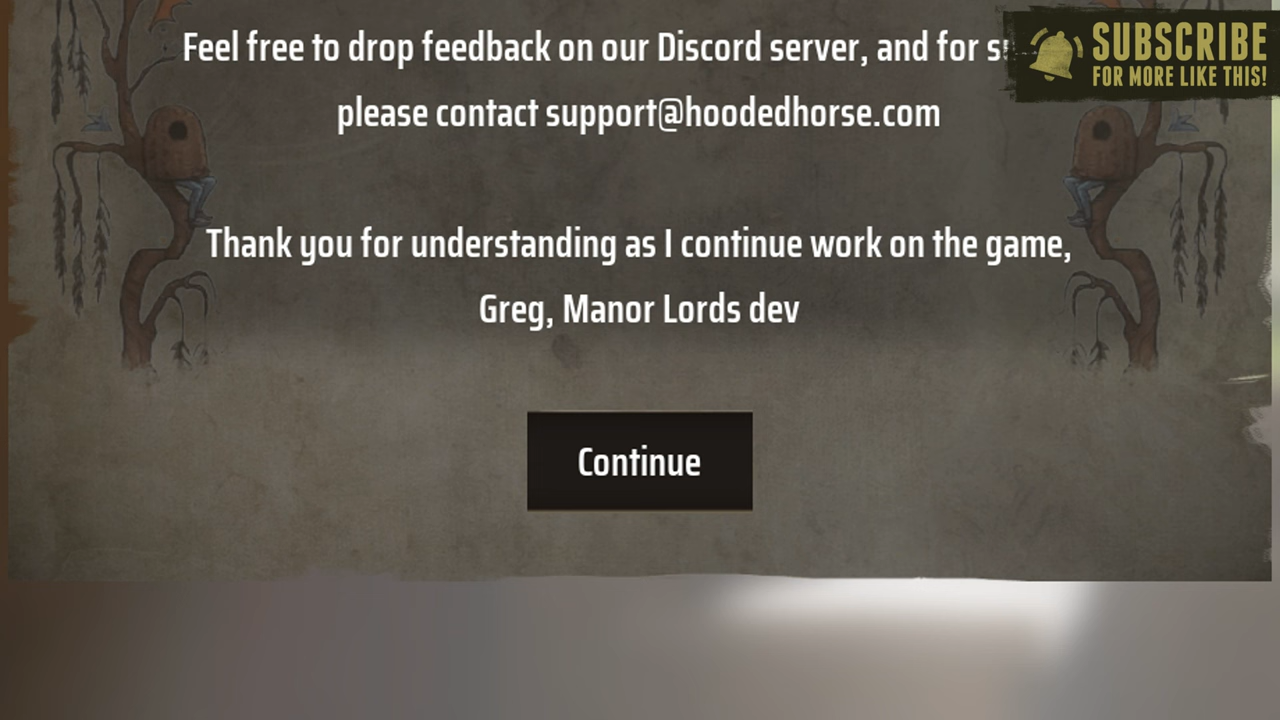 Feel free to drop feedback on our Discord server, and for
please contact support@hoodedhorse.com
Thank you for understanding as I continue work on the game,
Greg, Manor Lords dev
Continue
SUBSCRIBE
FOR MORE LIKE THIS!